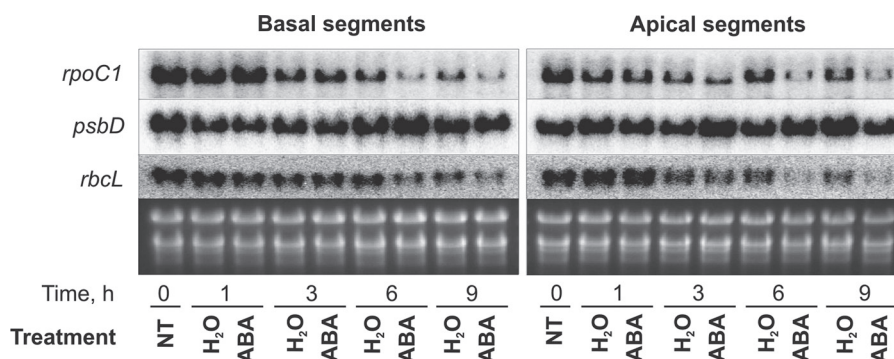 Basal segments Apical segments
rpoC1
psbD
rbcL
Time, h 0 1 3 6 9 0 1 3 6 9
Treatment NT H₂O ABA H₂O ABA H₂O ABA H₂O ABA NT H₂O ABA H₂O ABA H₂O ABA H₂O ABA